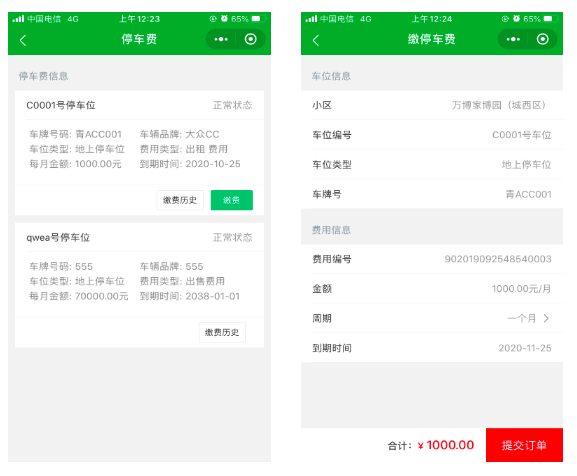 中国电信 4G 上午12:23 65%
停车费
停车费信息
C0001号停车位 正常状态
车牌号码: 青ACC001 车辆品牌: 大众CC
车位类型: 地上停车位 费用类型: 出租 费用
每月金额: 1000.00元 到期时间: 2020-10-25
缴费历史 缴费
qwea号停车位 正常状态
车牌号码: 555 车辆品牌: 555
车位类型: 地上停车位 费用类型: 出售费用
每月金额: 70000.00元 到期时间: 2038-01-01
缴费历史
中国电信 4G 上午12:24 65%
缴停车费
车位信息
小区 万博家博园（城西区）
车位编号 C0001号车位
车位类型 地上停车位
车牌号 青ACC001
费用信息
费用编号 902019092548540003
金额 1000.00元/月
周期 一个月
到期时间 2020-11-25
合计: ¥ 1000.00 提交订单